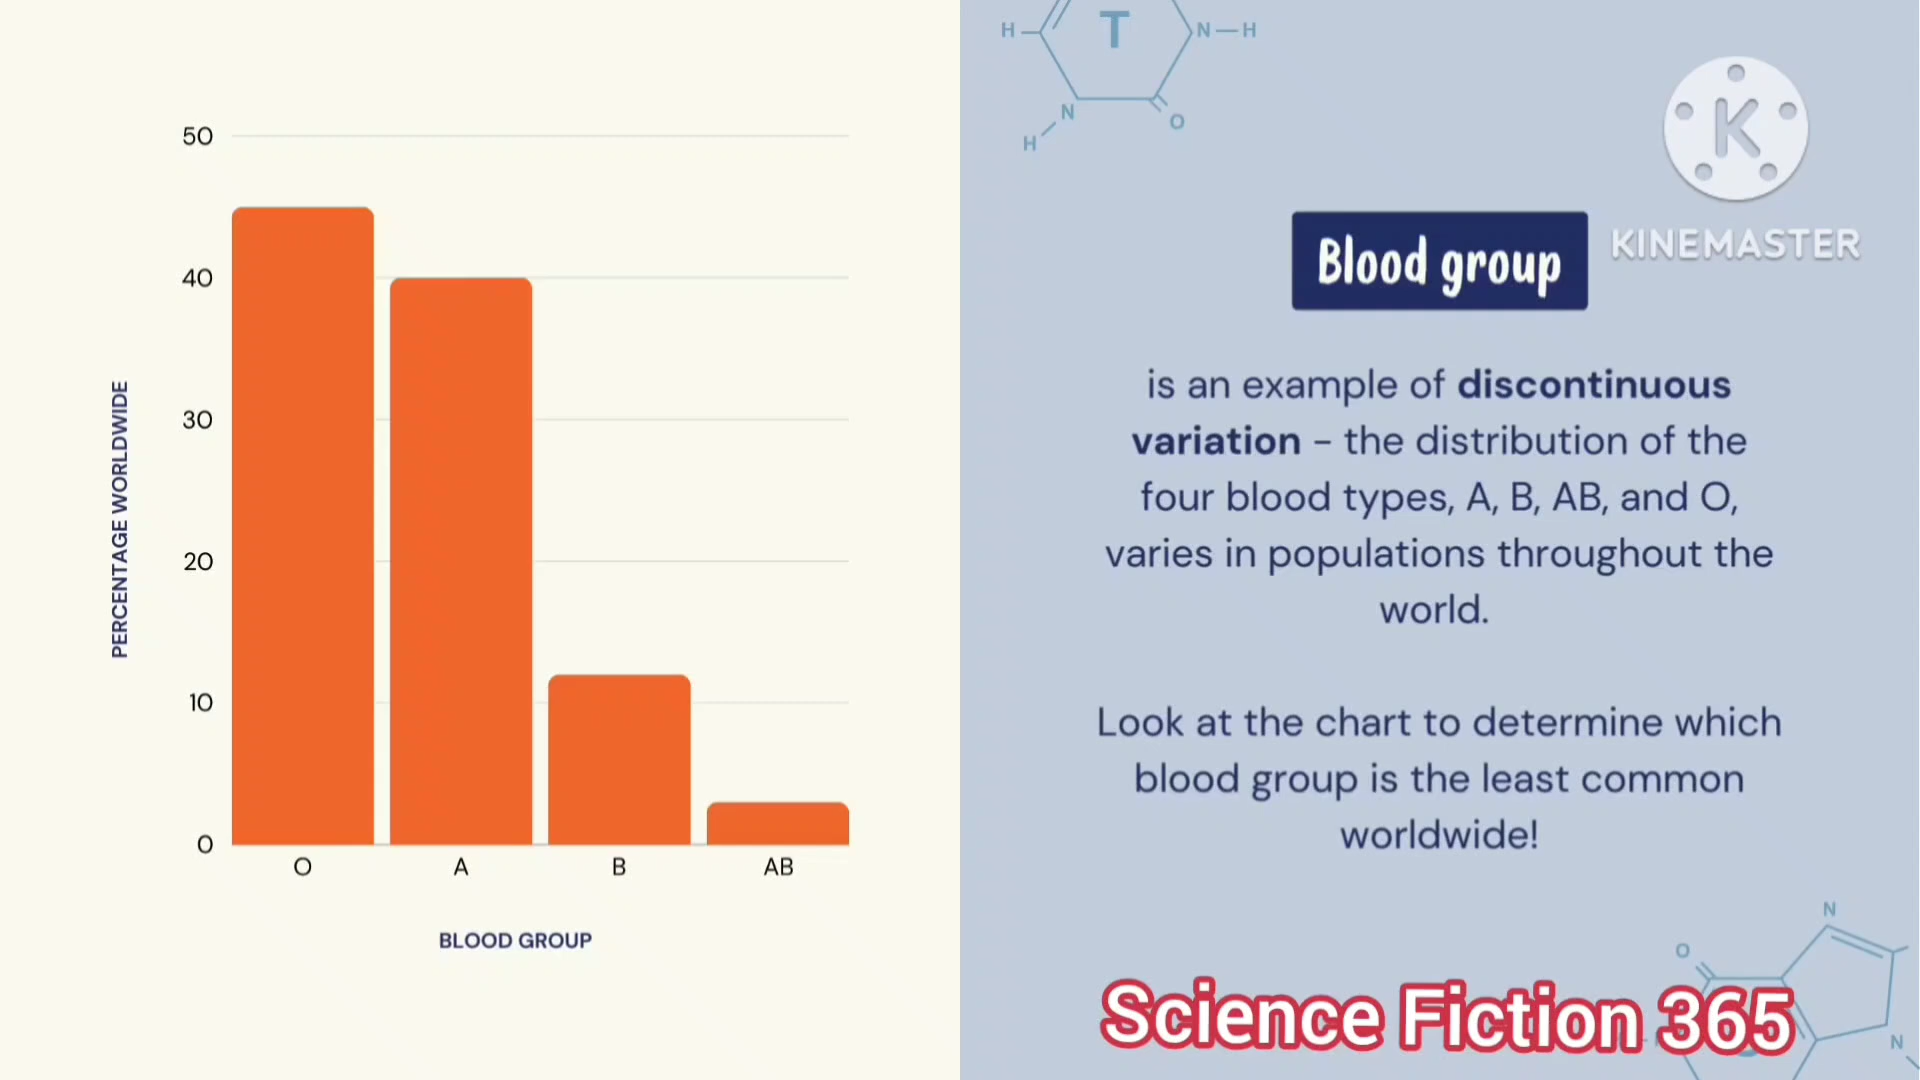 50
40
30
20
10
0
PERCENTAGE WORLDWIDE
O
A
B
AB
BLOOD GROUP
T
H
N
H
N
H
O
K
KINEMASTER
Blood group
is an example of discontinuous
variation – the distribution of the
four blood types, A, B, AB, and O,
varies in populations throughout the
world.
Look at the chart to determine which
blood group is the least common
worldwide!
N
O
N
Science Fiction 365